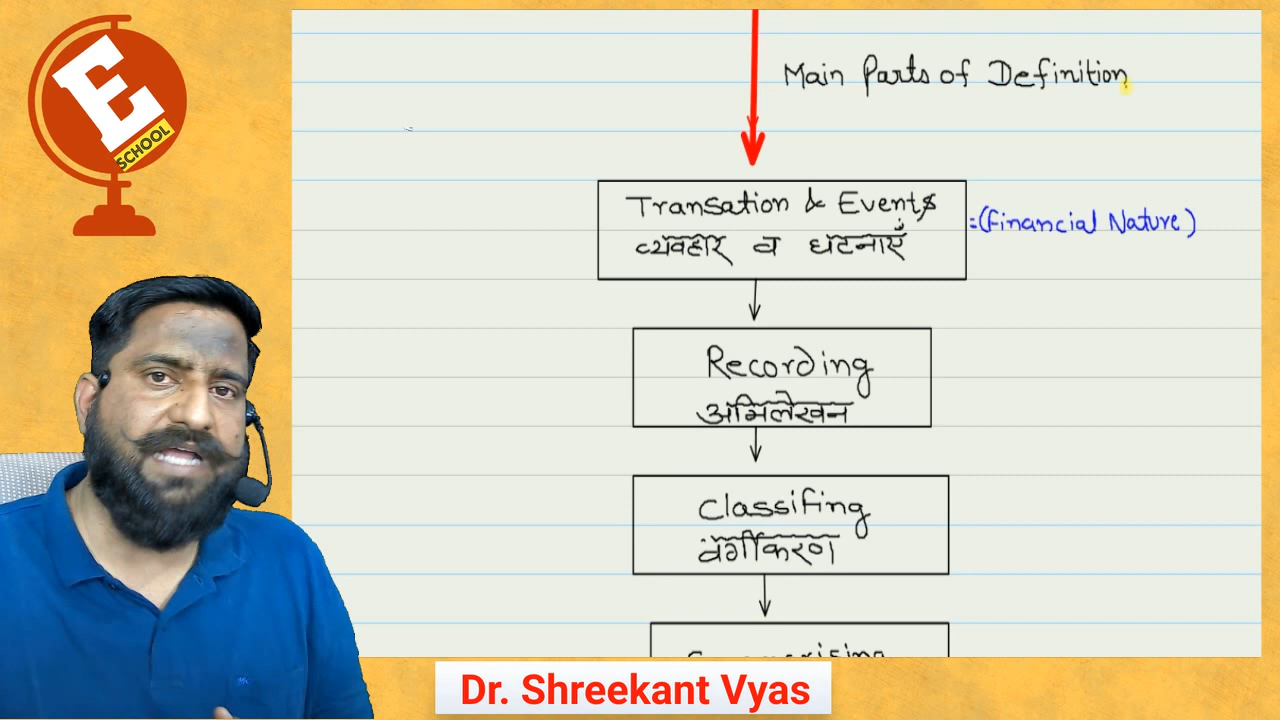 E
SCHOOL
Main Parts of Definition
Transation & Events
व्यवहार व घटनाएं
=(Financial Nature)
Recording
अभिलेखन
Classifing
वर्गीकरण
Dr. Shreekant Vyas